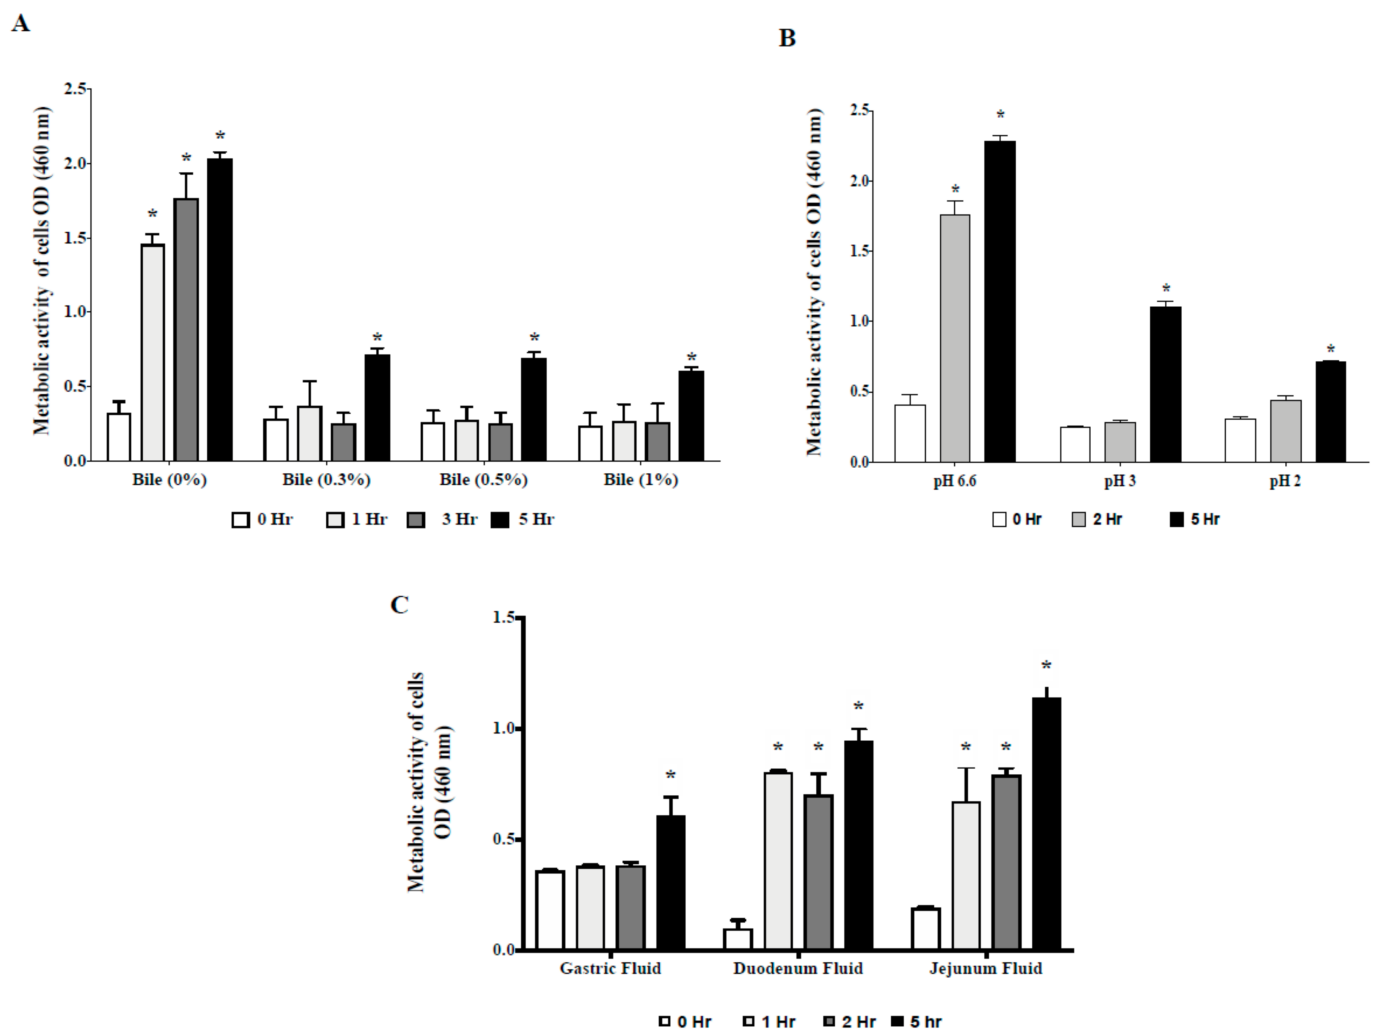 A
Metabolic activity of cells OD (460 nm)
2.5
2.0
1.5
1.0
0.5
0.0
* * *
*
*
*
Bile (0%) Bile (0.3%) Bile (0.5%) Bile (1%)
0 Hr 1 Hr 3 Hr 5 Hr
B
Metabolic activity of cells OD (460 nm)
2.5
2.0
1.5
1.0
0.5
0.0
* *
*
*
pH 6.6 pH 3 pH 2
0 Hr 2 Hr 5 Hr
C
Metabolic activity of cells
OD (460 nm)
1.5
1.0
0.5
0.0
*
* * *
* * *
Gastric Fluid Duodenum Fluid Jejunum Fluid
0 Hr 1 Hr 2 Hr 5 hr